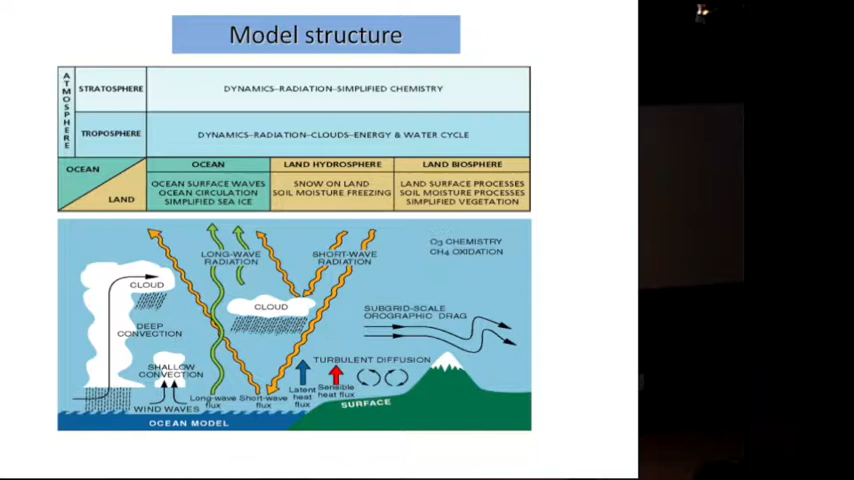 Model structure
ATMOSPHERE
STRATOSPHERE
DYNAMICS–RADIATION–SIMPLIFIED CHEMISTRY
TROPOSPHERE
DYNAMICS–RADIATION–CLOUDS–ENERGY & WATER CYCLE
OCEAN
LAND
OCEAN
OCEAN SURFACE WAVES
OCEAN CIRCULATION
SIMPLIFIED SEA ICE
LAND HYDROSPHERE
SNOW ON LAND
SOIL MOISTURE FREEZING
LAND BIOSPHERE
LAND SURFACE PROCESSES
SOIL MOISTURE PROCESSES
SIMPLIFIED VEGETATION
LONG-WAVE
RADIATION
SHORT-WAVE
RADIATION
O3 CHEMISTRY
CH4 OXIDATION
CLOUD
CLOUD
SUBGRID-SCALE
OROGRAPHIC DRAG
DEEP
CONVECTION
SHALLOW
CONVECTION
TURBULENT DIFFUSION
WIND WAVES
Long-wave
flux
Short-wave
flux
Latent
heat
flux
Sensible
heat flux
SURFACE
OCEAN MODEL